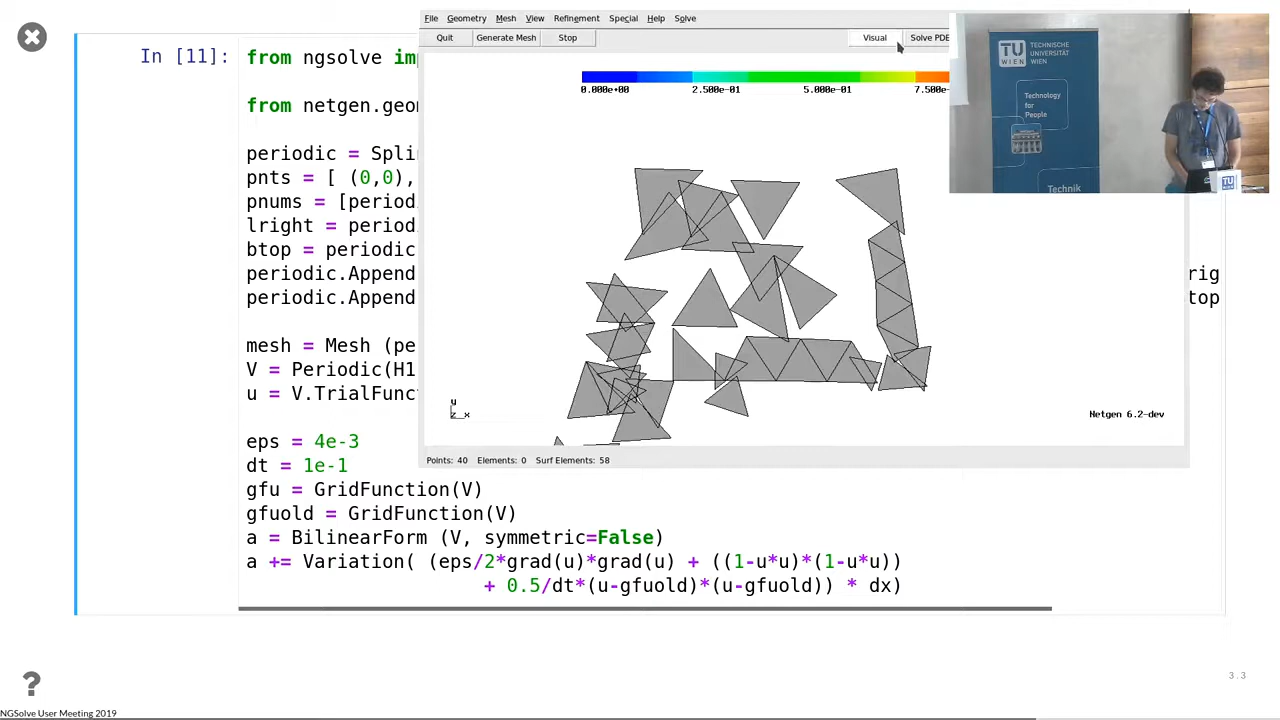 File Geometry Mesh View Refinement Special Help Solve
Quit Generate Mesh Stop Visual Solve PDE
0.000e+00 2.500e-01 5.000e-01 7.500e-
TU WIEN TECHNISCHE UNIVERSITÄT WIEN
Technology for People
Technik
TU
In [11]: from ngsolve im
from netgen.geo
periodic = Spli
pnts = [ (0,0),
pnums = [period
lright = period
btop = periodic
periodic.Append rig
periodic.Append top
mesh = Mesh (pe
V = Periodic(H1
u = V.TrialFunc
u
z x
Netgen 6.2-dev
Points: 40 Elements: 0 Surf Elements: 58
eps = 4e-3
dt = 1e-1
gfu = GridFunction(V)
gfuold = GridFunction(V)
a = BilinearForm (V, symmetric=False)
a += Variation( (eps/2*grad(u)*grad(u) + ((1-u*u)*(1-u*u))
+ 0.5/dt*(u-gfuold)*(u-gfuold)) * dx)
?
3.3
NGSolve User Meeting 2019